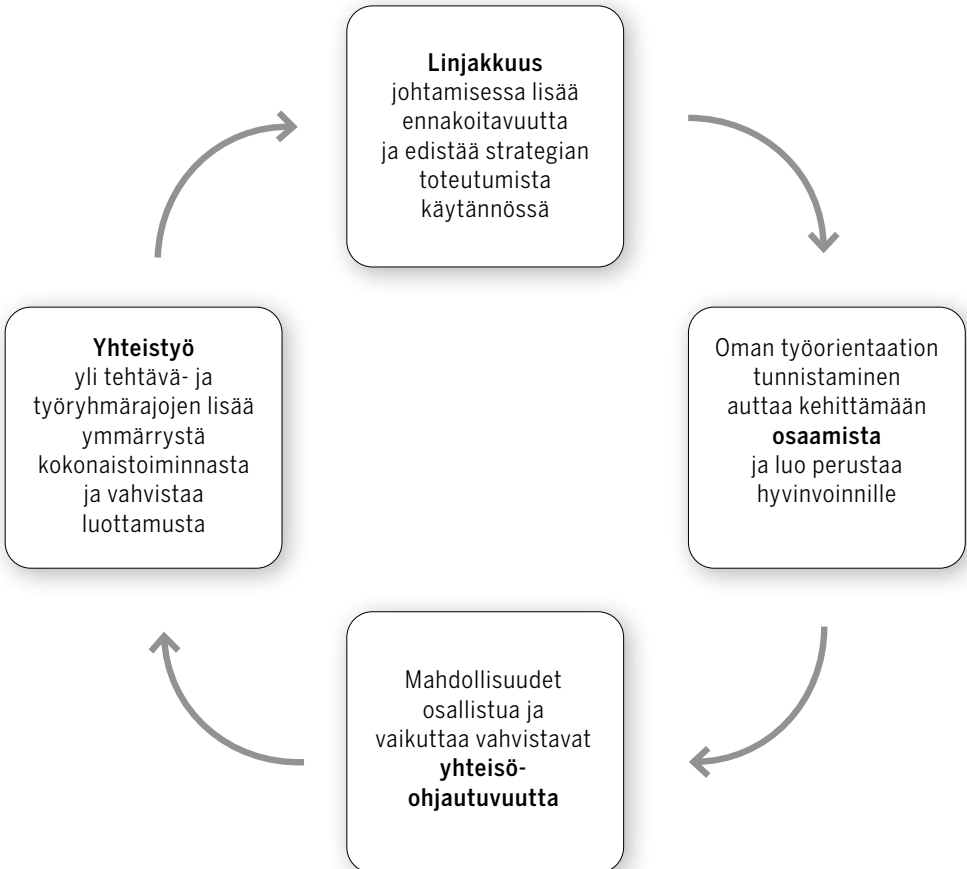 Linjakkuus
johtamisessa lisää
ennakoitavuutta
ja edistää strategian
toteutumista
käytännössä
Oman työorientaation
tunnistaminen
auttaa kehittämään
osaamista
ja luo perustaa
hyvinvoinnille
Mahdollisuudet
osallistua ja
vaikuttaa vahvistavat
yhteisö-
ohjautuvuutta
Yhteistyö
yli tehtävä- ja
työryhmärajojen lisää
ymmärrystä
kokonaistoiminnasta
ja vahvistaa
luottamusta